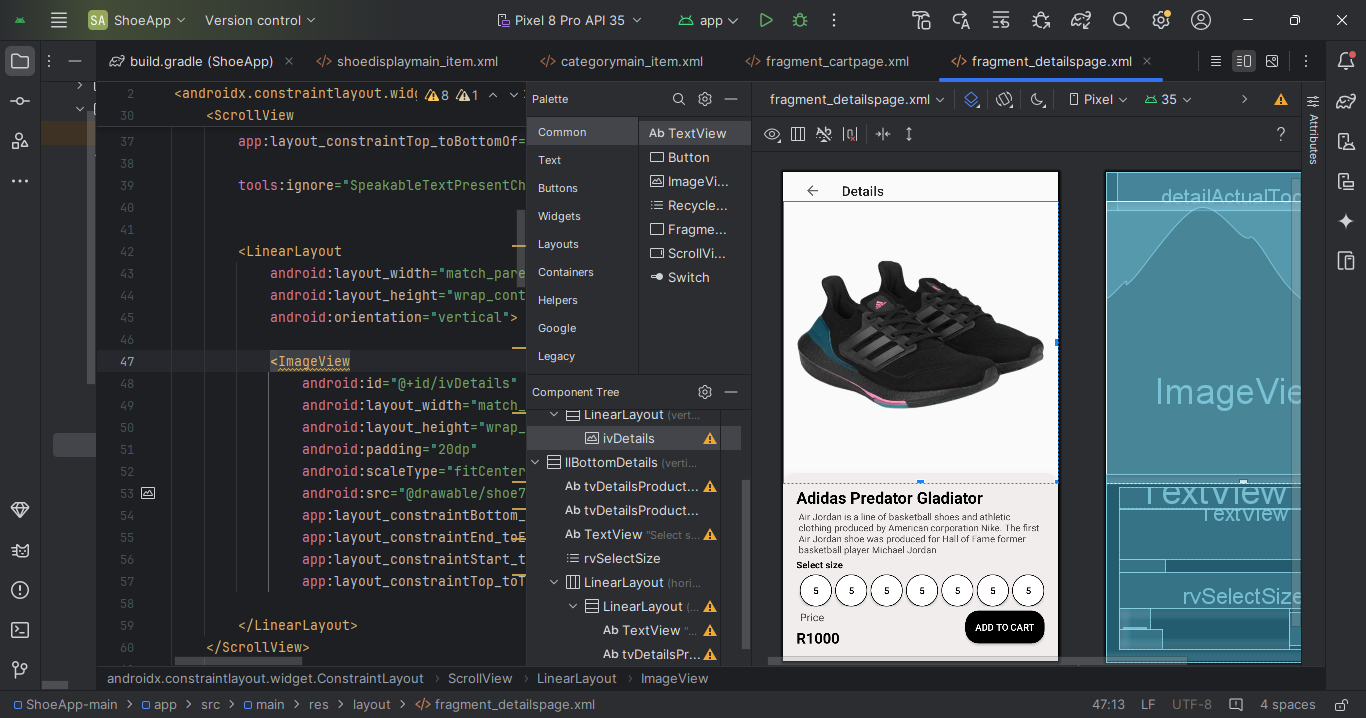 SA ShoeApp Version control Pixel 8 Pro API 35 app
build.gradle (ShoeApp) shoedisplaymain_item.xml categorymain_item.xml fragment_cartpage.xml fragment_detailspage.xml
2 <androidx.constraintlayout.widg 8 1
30 <ScrollView
37 app:layout_constraintTop_toBottomOf=
38
39 tools:ignore="SpeakableTextPresentCh
40
41
42 <LinearLayout
43 android:layout_width="match_pare
44 android:layout_height="wrap_cont
45 android:orientation="vertical">
46
47 <ImageView
48 android:id="@+id/ivDetails"
49 android:layout_width="match_
50 android:layout_height="wrap_
51 android:padding="20dp"
52 android:scaleType="fitCenter
53 android:src="@drawable/shoe7
54 app:layout_constraintBottom_
55 app:layout_constraintEnd_toE
56 app:layout_constraintStart_t
57 app:layout_constraintTop_toT
58
59 </LinearLayout>
60 </ScrollView>
Palette
Common
Text
Buttons
Widgets
Layouts
Containers
Helpers
Google
Legacy
Ab TextView
Button
ImageVi...
Recycle...
Fragme...
ScrollVi...
Switch
Component Tree
LinearLayout (vert...
ivDetails
llBottomDetails (verti...
Ab tvDetailsProduct...
Ab tvDetailsProduct...
Ab TextView "Select s...
rvSelectSize
LinearLayout (hori...
LinearLayout (...
Ab TextView "...
Ab tvDetailsPr...
fragment_detailspage.xml Pixel 35
?
Attributes
Details
Adidas Predator Gladiator
Air Jordan is a line of basketball shoes and athletic
clothing produced by American corporation Nike. The first
Air Jordan shoe was produced for Hall of Fame former
basketball player Michael Jordan
Select size
5 5 5 5 5 5 5
Price
R1000
ADD TO CART
detailActualToo
ImageVie
TextView
TextView
rvSelectSize
androidx.constraintlayout.widget.ConstraintLayout ScrollView LinearLayout ImageView
ShoeApp-main app src main res layout fragment_detailspage.xml 47:13 LF UTF-8 4 spaces